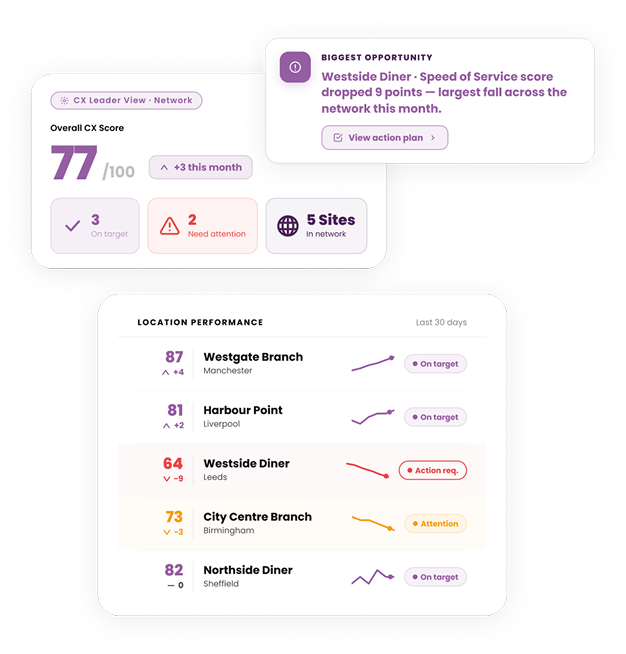 BIGGEST OPPORTUNITY
Westside Diner · Speed of Service score
dropped 9 points — largest fall across the
network this month.
View action plan
CX Leader View · Network
Overall CX Score
77 /100
+3 this month
3
On target
2
Need attention
5 Sites
In network
LOCATION PERFORMANCE
Last 30 days
87
+4
Westgate Branch
Manchester
On target
81
+2
Harbour Point
Liverpool
On target
64
-9
Westside Diner
Leeds
Action req.
73
-3
City Centre Branch
Birmingham
Attention
82
— 0
Northside Diner
Sheffield
On target